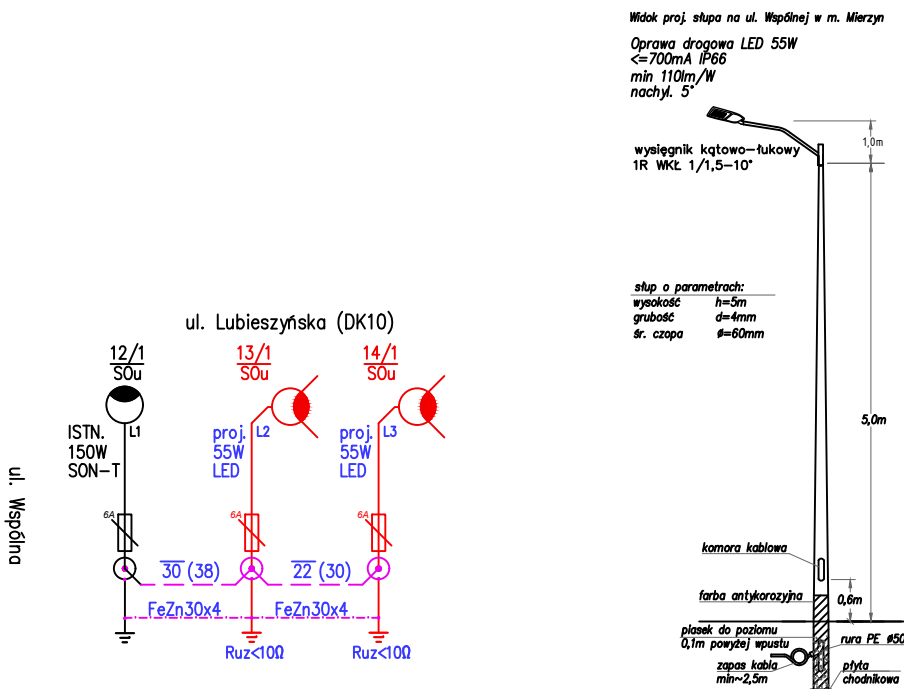 Widok proj. słupa na ul. Wspólnej w m. Mierzyn
Oprawa drogowa LED 55W
<=700mA IP66
min 110lm/W
nachyl. 5°
1,0m
wysięgnik kątowo-łukowy
1R WKŁ 1/1,5-10°
słup o parametrach:
wysokość h=5m
grubość d=4mm
śr. czopa ø=60mm
5,0m
komora kablowa
farba antykorozyjna
0,6m
piasek do poziomu
0,1m powyżej wpustu
rura PE ø50
zapas kabla
min~2,5m
płyta
chodnikowa
ul. Lubieszyńska (DK10)
12/1
SOu
13/1
SOu
14/1
SOu
L1
L2
L3
ISTN.
150W
SON-T
proj.
55W
LED
proj.
55W
LED
6A
6A
6A
30 (38)
22 (30)
FeZn30x4
FeZn30x4
Ruz<10Ω
Ruz<10Ω
ul. Wspólna